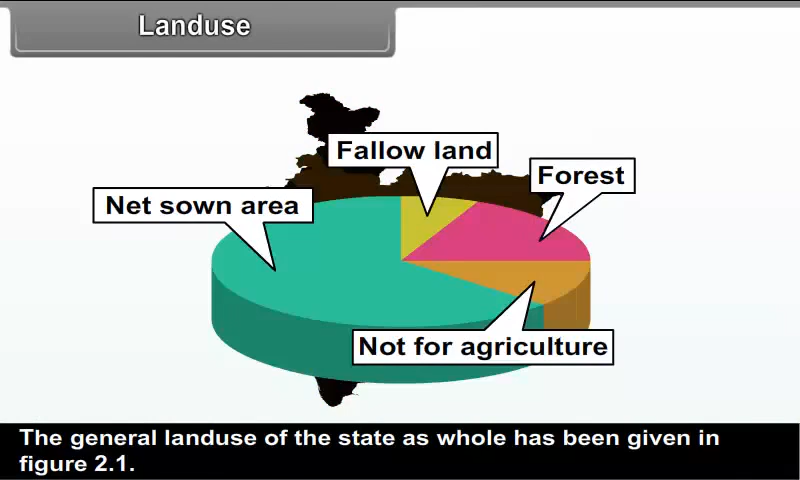 Landuse
Fallow land
Forest
Net sown area
Not for agriculture
The general landuse of the state as whole has been given in
figure 2.1.